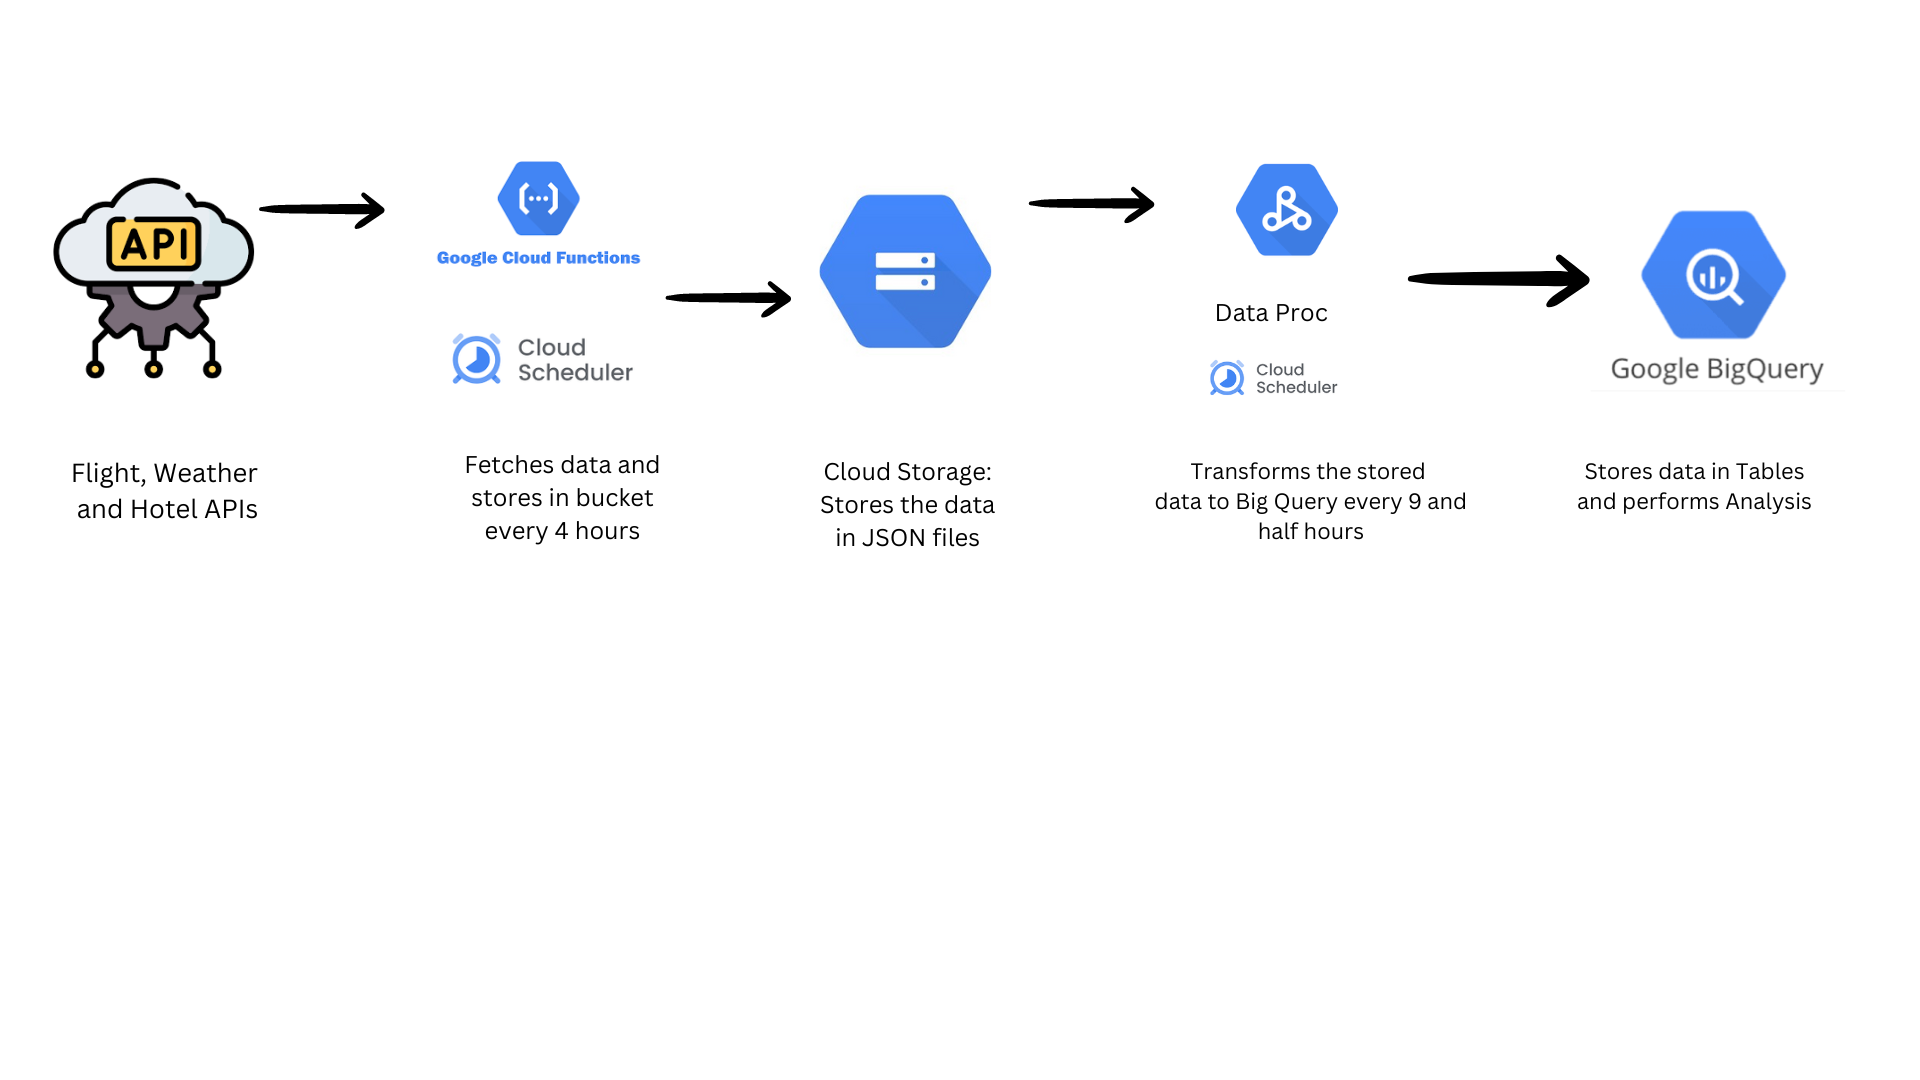 API
Flight, Weather
and Hotel APIs
Google Cloud Functions
Cloud
Scheduler
Fetches data and
stores in bucket
every 4 hours
Cloud Storage:
Stores the data
in JSON files
Data Proc
Cloud
Scheduler
Transforms the stored
data to Big Query every 9 and
half hours
Google BigQuery
Stores data in Tables
and performs Analysis